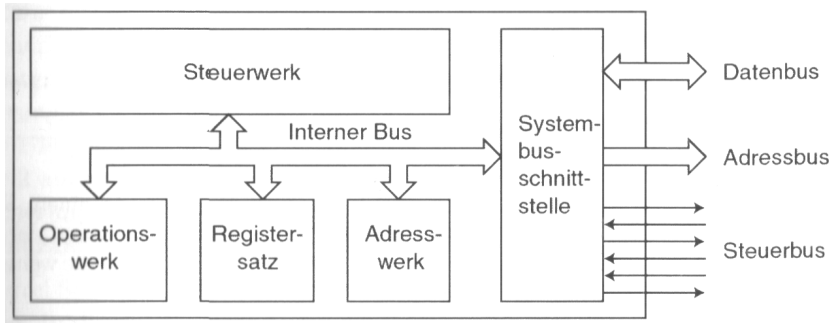 Steuerwerk
Interner Bus
Operations-
werk
Register-
satz
Adress-
werk
System-
bus-
schnitt-
stelle
Datenbus
Adressbus
Steuerbus